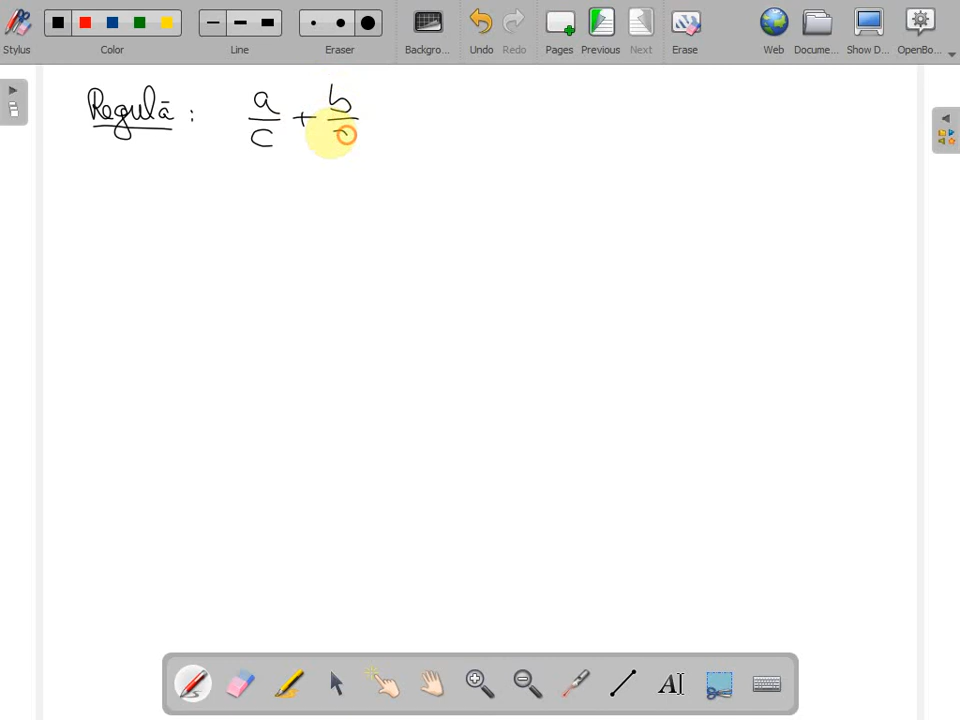 Stylus Color Line Eraser Backgro... Undo Redo Pages Previous Next Erase Web Docume... Show D... OpenBo...
Regulă : a/c + b/
A